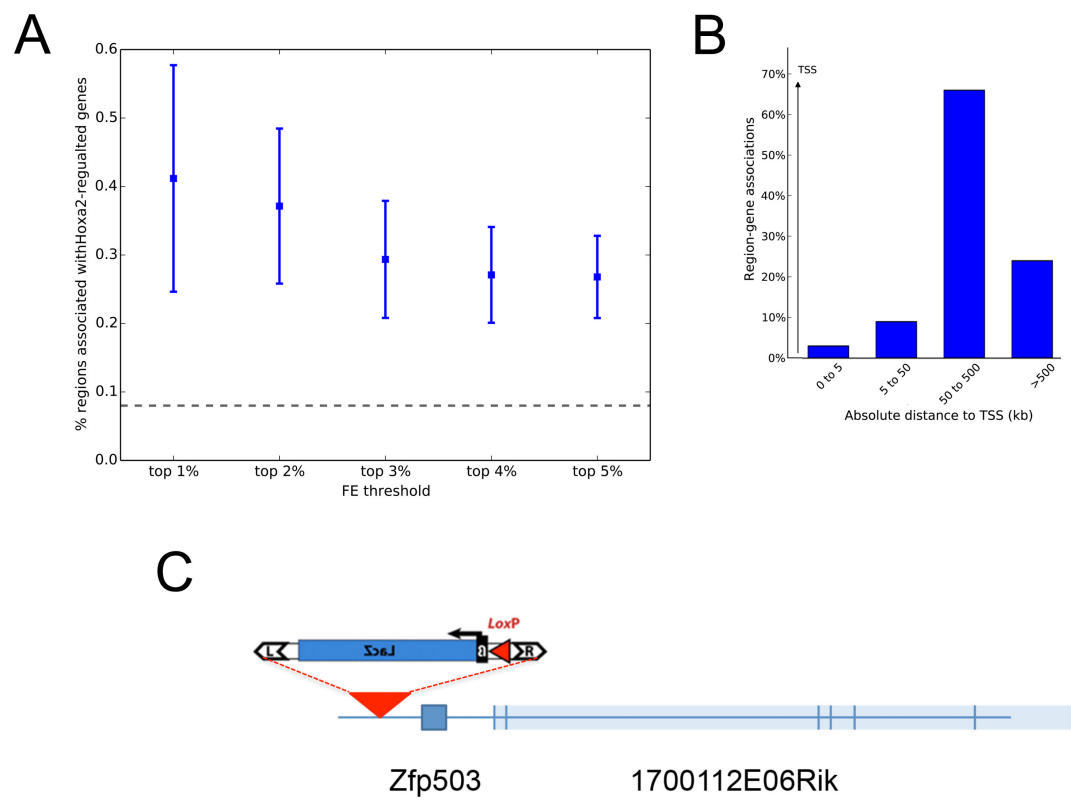 A
0.6
0.5
0.4
0.3
0.2
0.1
0.0
% regions associated withHoxa2-regualted genes
top 1%
top 2%
top 3%
top 4%
top 5%
FE threshold
B
TSS
70%
60%
50%
40%
30%
20%
10%
0%
Region-gene associations
0 to 5
5 to 50
50 to 500
>500
Absolute distance to TSS (kb)
C
LoxP
L
LacZ
β
R
Zfp503
1700112E06Rik